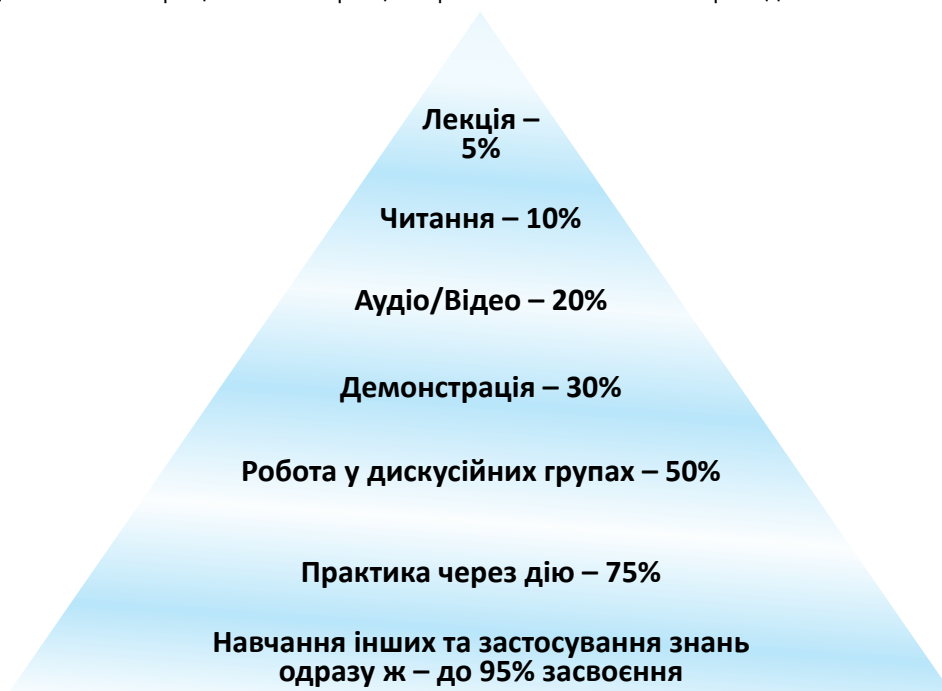 Лекція –
5%
Читання – 10%
Аудіо/Відео – 20%
Демонстрація – 30%
Робота у дискусійних групах – 50%
Практика через дію – 75%
Навчання інших та застосування знань
одразу ж – до 95% засвоєння